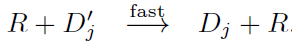 R + D′_j \xrightarrow{\text{fast}} D_j + R.